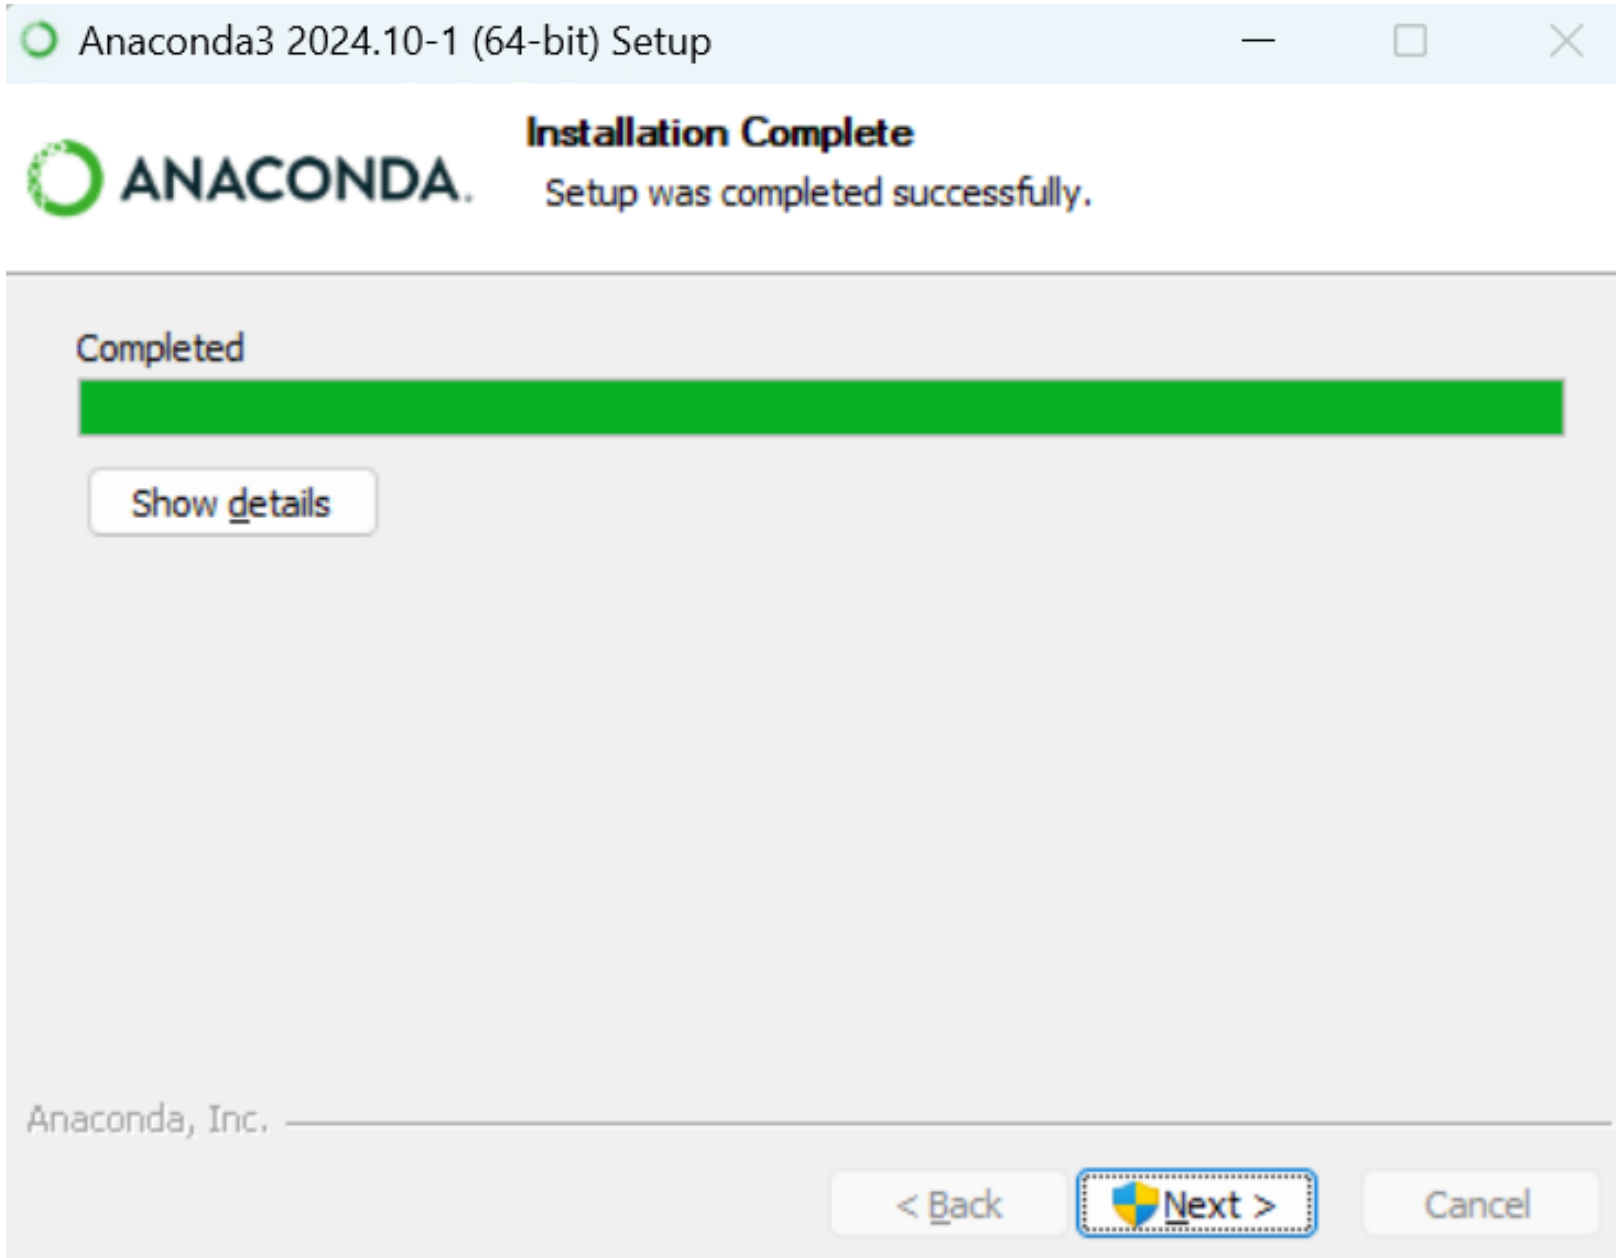 Anaconda3 2024.10-1 (64-bit) Setup
ANACONDA.
Installation Complete
Setup was completed successfully.
Completed
Show details
Anaconda, Inc.
< Back
Next >
Cancel